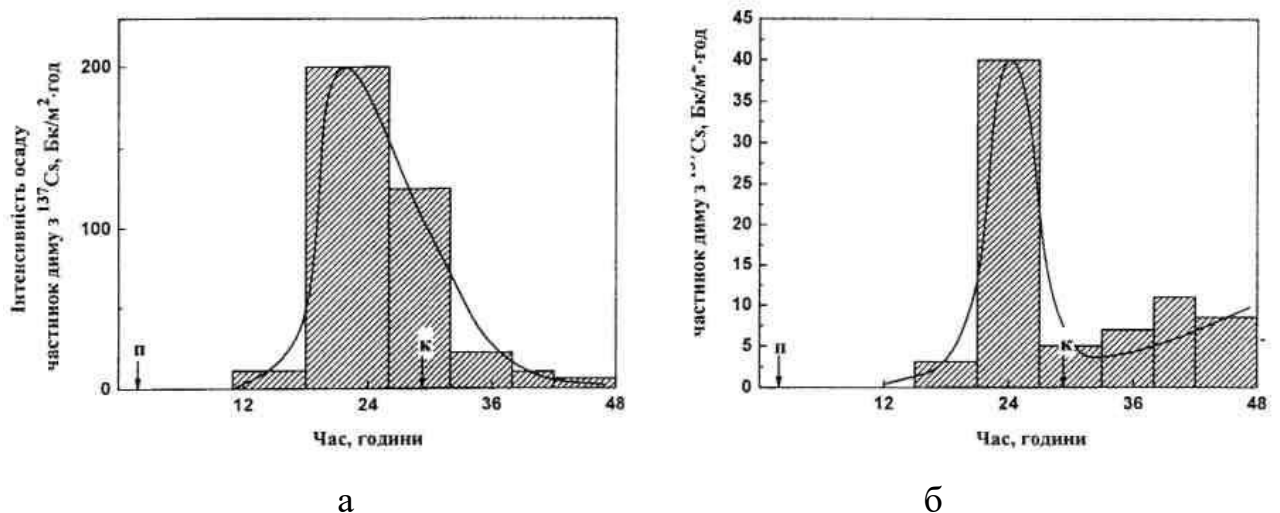 Інтенсивність осаду
частинок диму з ¹³⁷Cs, Бк/м²·год
200
100
0
п
к
12
24
36
48
Час, години
а
частинок диму з Cs, Бк/м·год
45
40
35
30
25
20
15
10
5
0
п
к
12
24
36
48
Час, години
б